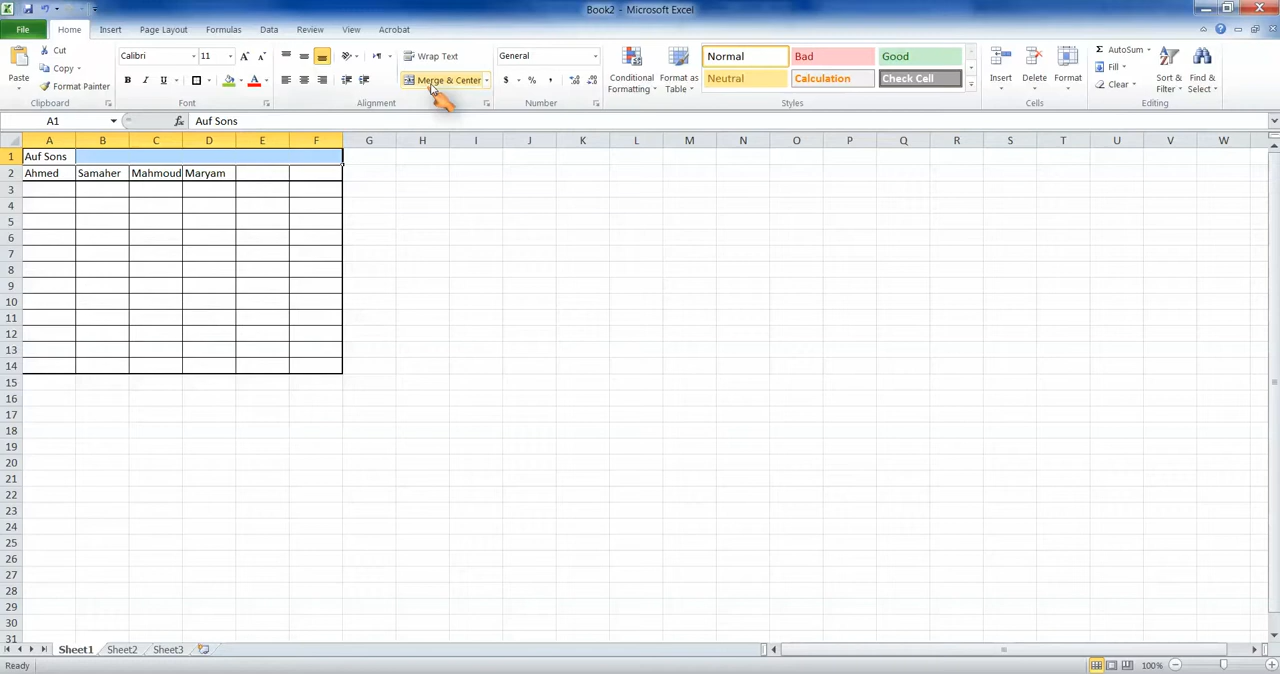 Book2 - Microsoft Excel
File Home Insert Page Layout Formulas Data Review View Acrobat
Paste Cut Copy Format Painter Clipboard
Calibri 11 A A B I U A Font
Wrap Text Merge & Center Alignment
General $ % , Number
Conditional Formatting Format as Table
Normal Bad Good
Neutral Calculation Check Cell
Styles
Insert Delete Format Cells
Σ AutoSum Fill Clear Sort & Filter Find & Select Editing
A1 fx Auf Sons
A B C D E F G H I J K L M N O P Q R S T U V W
1 Auf Sons
2 Ahmed Samaher Mahmoud Maryam
3
4
5
6
7
8
9
10
11
12
13
14
15
16
17
18
19
20
21
22
23
24
25
26
27
28
29
30
31
Sheet1 Sheet2 Sheet3
Ready 100%